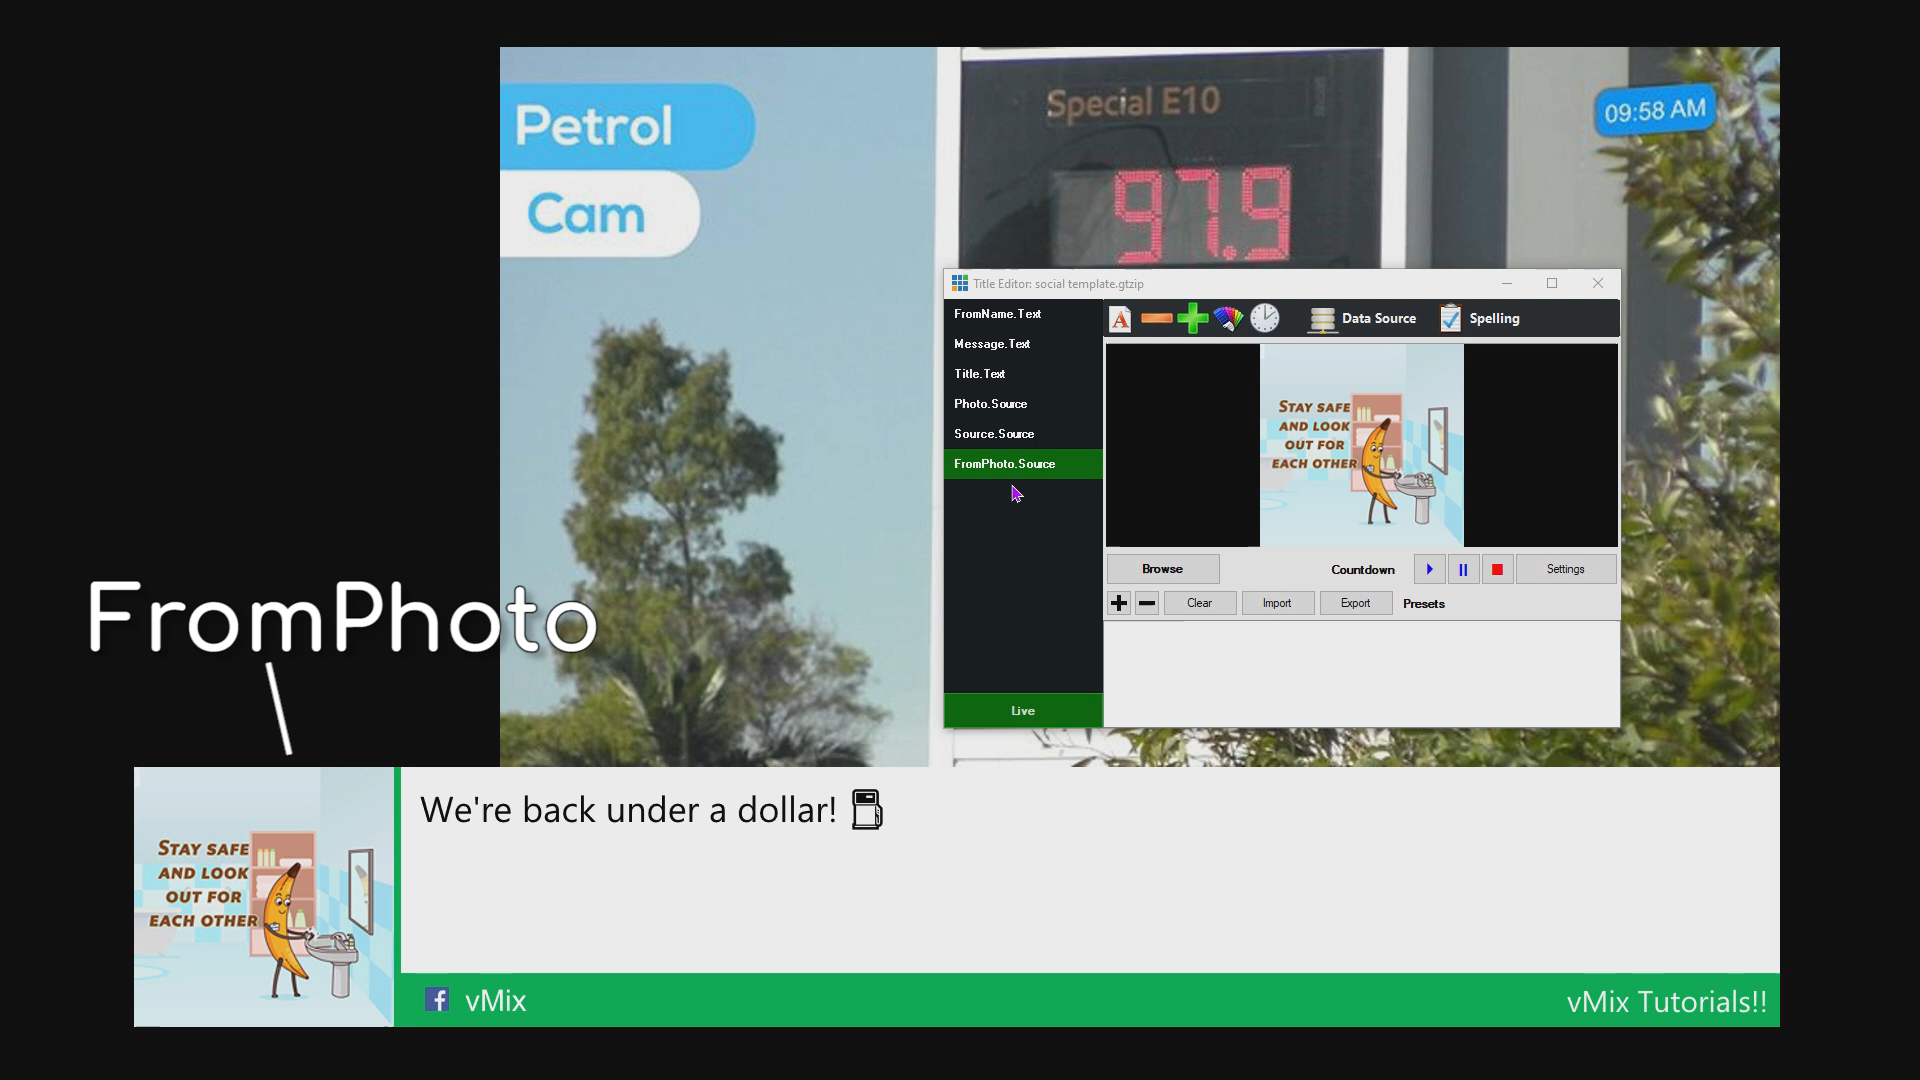 Petrol
Cam
Special E10
97.9
09:58 AM
Title Editor: social template.gtzip
FromName.Text
Message.Text
Title.Text
Photo.Source
Source.Source
FromPhoto.Source
Live
Data Source
Spelling
STAY SAFE
AND LOOK
OUT FOR
EACH OTHER
Browse
Countdown
Settings
Clear
Import
Export
Presets
FromPhoto
STAY SAFE
AND LOOK
OUT FOR
EACH OTHER
We're back under a dollar! ⛽
vMix
vMix Tutorials!!